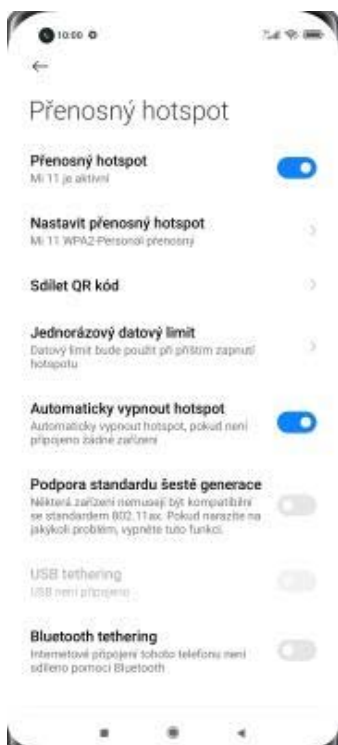 10:00
Přenosný hotspot
Přenosný hotspot
Mi 11 je aktivní
Nastavit přenosný hotspot
Mi 11 WPA2-Personal přenosný
Sdílet QR kód
Jednorázový datový limit
Datový limit bude použit při příštím zapnutí
hotspotu
Automaticky vypnout hotspot
Automaticky vypnout hotspot, pokud není
připojeno žádné zařízení
Podpora standardu šesté generace
Některá zařízení nemusejí být kompatibilní
se standardem 802.11ax. Pokud narazíte na
jakýkoli problém, vypněte tuto funkci.
USB tethering
USB není připojeno
Bluetooth tethering
Internetové připojení tohoto telefonu není
sdíleno pomocí Bluetooth